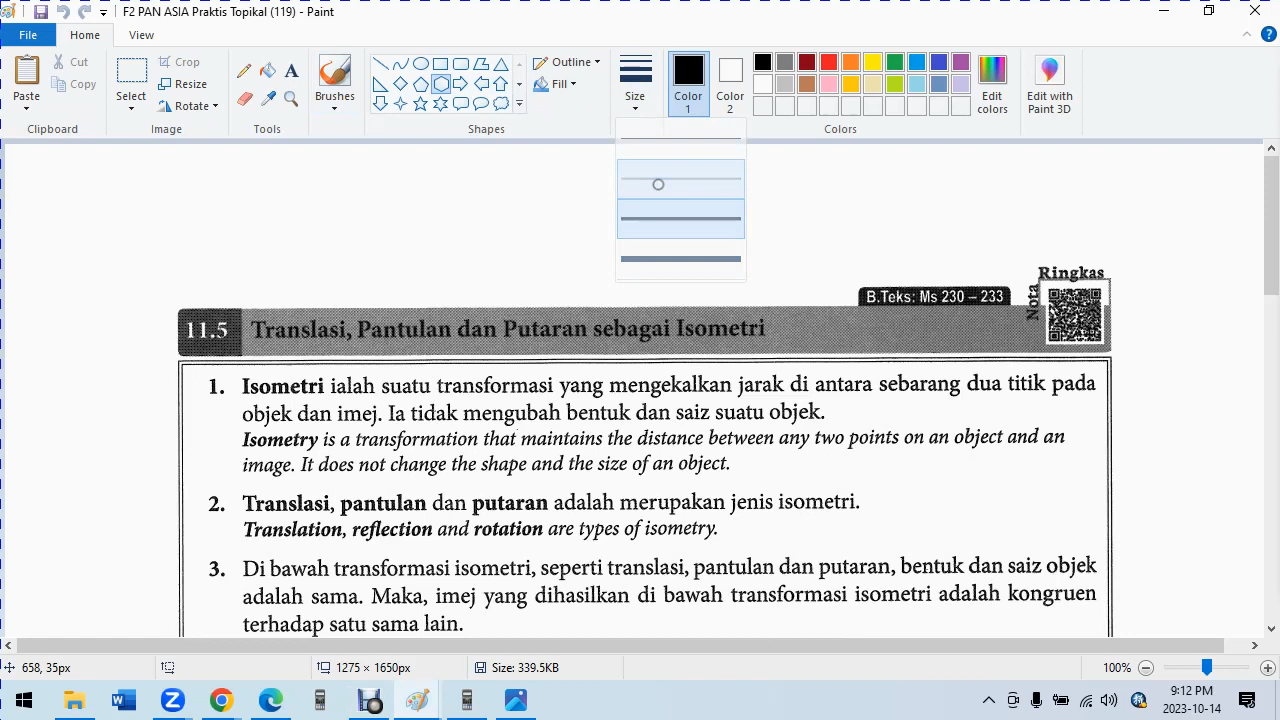 F2 PAN ASIA Praktis Topikal (119) - Paint
File Home View
Paste
Cut
Copy
Clipboard
Select
Crop
Resize
Rotate
Image
Tools
Brushes
Shapes
Outline
Fill
Size
Color 1
Color 2
Colors
Edit colors
Edit with Paint 3D
Ringkas
Nota
B.Teks: Ms 230 – 233
11.5 Translasi, Pantulan dan Putaran sebagai Isometri
1. Isometri ialah suatu transformasi yang mengekalkan jarak di antara sebarang dua titik pada
objek dan imej. Ia tidak mengubah bentuk dan saiz suatu objek.
Isometry is a transformation that maintains the distance between any two points on an object and an
image. It does not change the shape and the size of an object.
2. Translasi, pantulan dan putaran adalah merupakan jenis isometri.
Translation, reflection and rotation are types of isometry.
3. Di bawah transformasi isometri, seperti translasi, pantulan dan putaran, bentuk dan saiz objek
adalah sama. Maka, imej yang dihasilkan di bawah transformasi isometri adalah kongruen
terhadap satu sama lain.
658, 35px
1275 × 1650px
Size: 339.5KB
100%
9:12 PM
2023-10-14